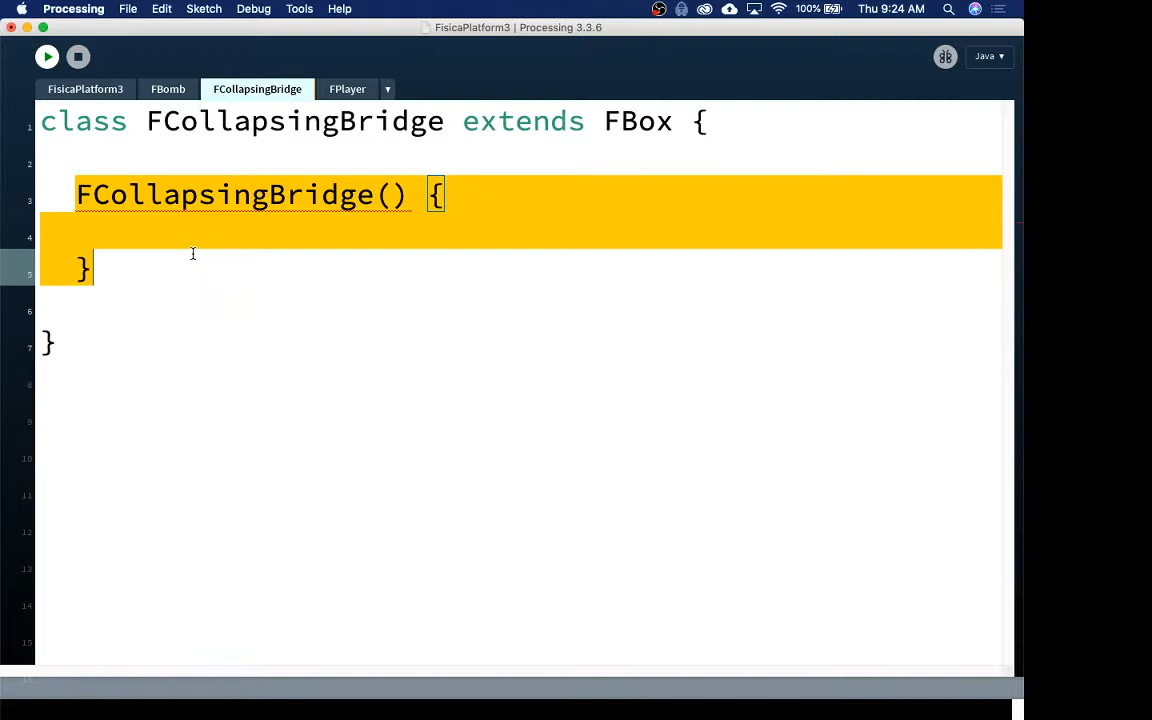 Processing File Edit Sketch Debug Tools Help 100% Thu 9:24 AM
FisicaPlatform3 | Processing 3.3.6
Java ▾
FisicaPlatform3 FBomb FCollapsingBridge FPlayer ▾
1 class FCollapsingBridge extends FBox {
2
3 FCollapsingBridge() {
4
5 }
6
7 }
8
9
10
11
12
13
14
15